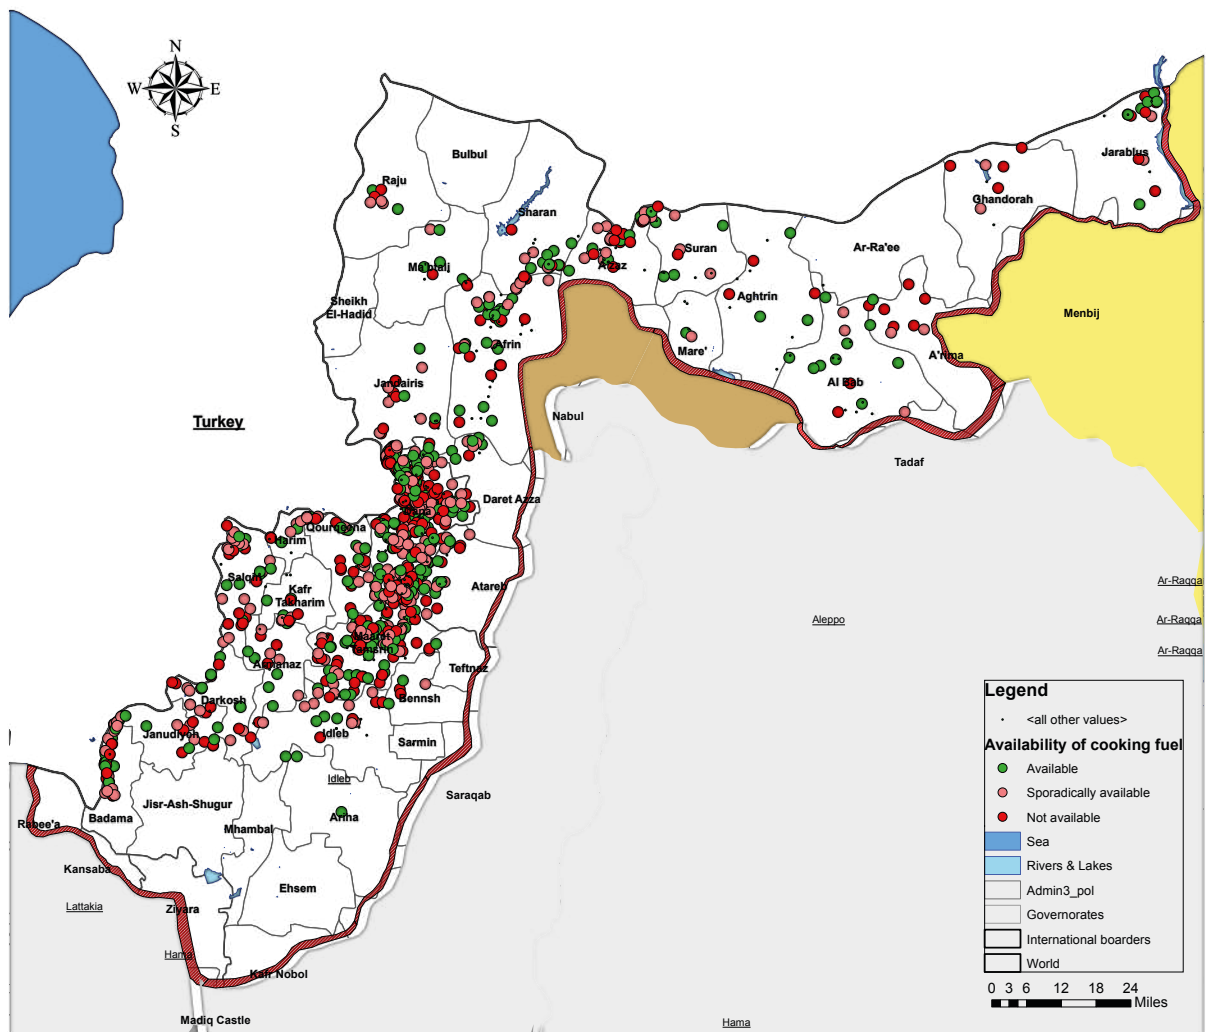 N
W E
S
Bulbul
Raju
Jarablus
Ghandorah
Sharan
Ar-Ra'ee
Suran
A'zaz
Ma'btali
Aghtrin
Sheikh
El-Hadid
Menbij
Afrin
Mare'
A'rima
Jandairis
Al Bab
Nabul
Turkey
Tadaf
Daret Azza
Dana
Qourqeena
Harim
Salqin
Atareb
Kafr
Takharim
Ar-Raqqa
Aleppo
Ar-Raqqa
Maaret
Tamsrin
Ar-Raqqa
Armanaz
Teftnaz
Darkosh
Bennsh
Janudiyeh
Idleb
Sarmin
Idleb
Saraqab
Jisr-Ash-Shugur
Badama
Ariha
Rabee'a
Mhambal
Kansaba
Ehsem
Lattakia
Ziyara
Hama
Kafr Nobol
Madiq Castle
Hama
Legend
<all other values>
Availability of cooking fuel
Available
Sporadically available
Not available
Sea
Rivers & Lakes
Admin3_pol
Governorates
International boarders
World
0 3 6 12 18 24
Miles